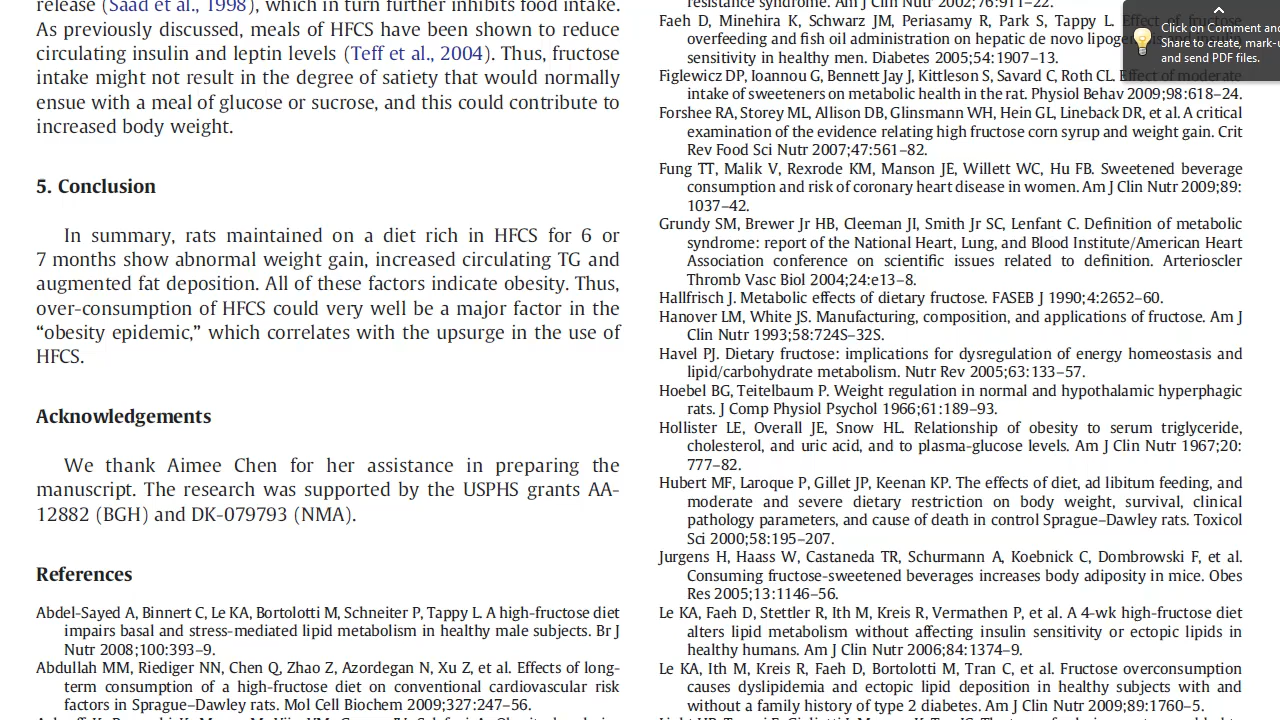 release (Saad et al., 1998), which in turn further inhibits food intake.
As previously discussed, meals of HFCS have been shown to reduce
circulating insulin and leptin levels (Teff et al., 2004). Thus, fructose
intake might not result in the degree of satiety that would normally
ensue with a meal of glucose or sucrose, and this could contribute to
increased body weight.
5. Conclusion
In summary, rats maintained on a diet rich in HFCS for 6 or
7 months show abnormal weight gain, increased circulating TG and
augmented fat deposition. All of these factors indicate obesity. Thus,
over-consumption of HFCS could very well be a major factor in the
“obesity epidemic,” which correlates with the upsurge in the use of
HFCS.
Acknowledgements
We thank Aimee Chen for her assistance in preparing the
manuscript. The research was supported by the USPHS grants AA-
12882 (BGH) and DK-079793 (NMA).
References
Abdel-Sayed A, Binnert C, Le KA, Bortolotti M, Schneiter P, Tappy L. A high-fructose diet
impairs basal and stress-mediated lipid metabolism in healthy male subjects. Br J
Nutr 2008;100:393–9.
Abdullah MM, Riediger NN, Chen Q, Zhao Z, Azordegan N, Xu Z, et al. Effects of long-
term consumption of a high-fructose diet on conventional cardiovascular risk
factors in Sprague–Dawley rats. Mol Cell Biochem 2009;327:247–56.
resistance syndrome. Am J Clin Nutr 2002;76:911–22.
Faeh D, Minehira K, Schwarz JM, Periasamy R, Park S, Tappy L. Effect of fructose
overfeeding and fish oil administration on hepatic de novo lipogenesis and insulin
sensitivity in healthy men. Diabetes 2005;54:1907–13.
Figlewicz DP, Ioannou G, Bennett Jay J, Kittleson S, Savard C, Roth CL. Effect of moderate
intake of sweeteners on metabolic health in the rat. Physiol Behav 2009;98:618–24.
Forshee RA, Storey ML, Allison DB, Glinsmann WH, Hein GL, Lineback DR, et al. A critical
examination of the evidence relating high fructose corn syrup and weight gain. Crit
Rev Food Sci Nutr 2007;47:561–82.
Fung TT, Malik V, Rexrode KM, Manson JE, Willett WC, Hu FB. Sweetened beverage
consumption and risk of coronary heart disease in women. Am J Clin Nutr 2009;89:
1037–42.
Grundy SM, Brewer Jr HB, Cleeman JI, Smith Jr SC, Lenfant C. Definition of metabolic
syndrome: report of the National Heart, Lung, and Blood Institute/American Heart
Association conference on scientific issues related to definition. Arterioscler
Thromb Vasc Biol 2004;24:e13–8.
Hallfrisch J. Metabolic effects of dietary fructose. FASEB J 1990;4:2652–60.
Hanover LM, White JS. Manufacturing, composition, and applications of fructose. Am J
Clin Nutr 1993;58:724S–32S.
Havel PJ. Dietary fructose: implications for dysregulation of energy homeostasis and
lipid/carbohydrate metabolism. Nutr Rev 2005;63:133–57.
Hoebel BG, Teitelbaum P. Weight regulation in normal and hypothalamic hyperphagic
rats. J Comp Physiol Psychol 1966;61:189–93.
Hollister LE, Overall JE, Snow HL. Relationship of obesity to serum triglyceride,
cholesterol, and uric acid, and to plasma-glucose levels. Am J Clin Nutr 1967;20:
777–82.
Hubert MF, Laroque P, Gillet JP, Keenan KP. The effects of diet, ad libitum feeding, and
moderate and severe dietary restriction on body weight, survival, clinical
pathology parameters, and cause of death in control Sprague–Dawley rats. Toxicol
Sci 2000;58:195–207.
Jurgens H, Haass W, Castaneda TR, Schurmann A, Koebnick C, Dombrowski F, et al.
Consuming fructose-sweetened beverages increases body adiposity in mice. Obes
Res 2005;13:1146–56.
Le KA, Faeh D, Stettler R, Ith M, Kreis R, Vermathen P, et al. A 4-wk high-fructose diet
alters lipid metabolism without affecting insulin sensitivity or ectopic lipids in
healthy humans. Am J Clin Nutr 2006;84:1374–9.
Le KA, Ith M, Kreis R, Faeh D, Bortolotti M, Tran C, et al. Fructose overconsumption
causes dyslipidemia and ectopic lipid deposition in healthy subjects with and
without a family history of type 2 diabetes. Am J Clin Nutr 2009;89:1760–5.
Click on Comment and
Share to create, mark-u
and send PDF files.